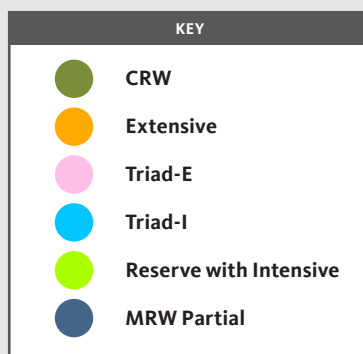 KEY
CRW
Extensive
Triad-E
Triad-I
Reserve with Intensive
MRW Partial